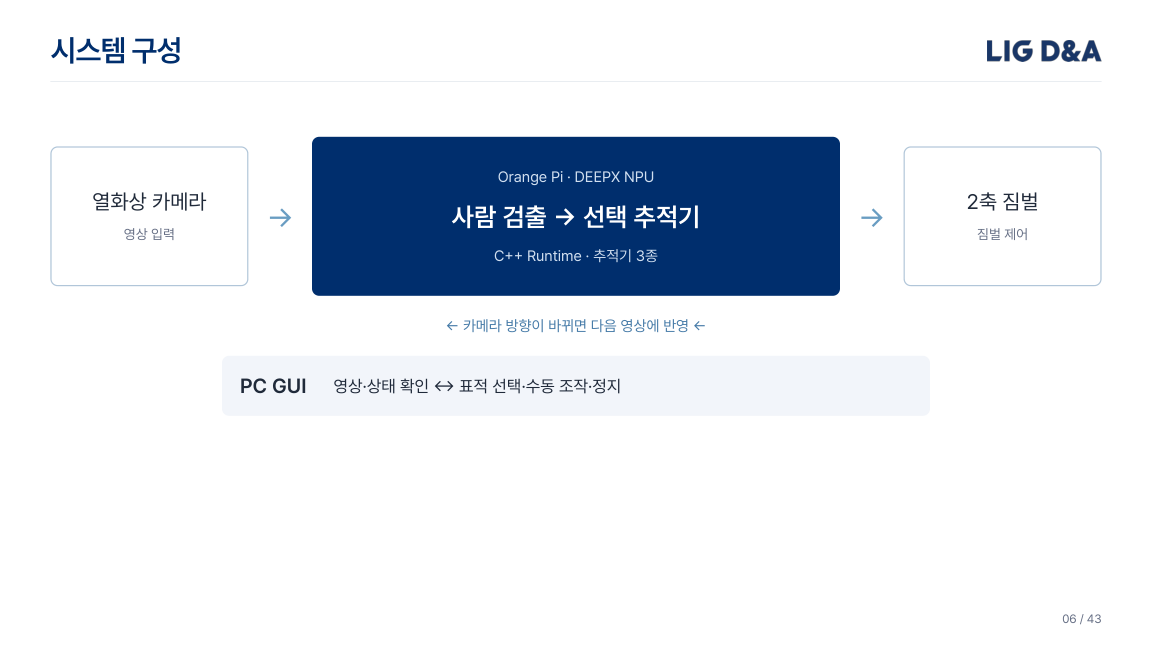 시스템 구성
LIG D&A
열화상 카메라
영상 입력
→
Orange Pi · DEEPX NPU
사람 검출 → 선택 추적기
C++ Runtime · 추적기 3종
→
2축 짐벌
짐벌 제어
← 카메라 방향이 바뀌면 다음 영상에 반영 ←
PC GUI 영상·상태 확인 ↔ 표적 선택·수동 조작·정지
06 / 43